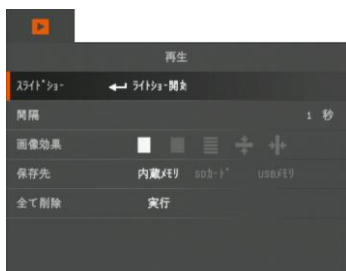 再生
スライドショー ライトショー開始
間隔 1 秒
画像効果
保存先 内蔵メモリ SDカード USBメモリ
全て削除 実行